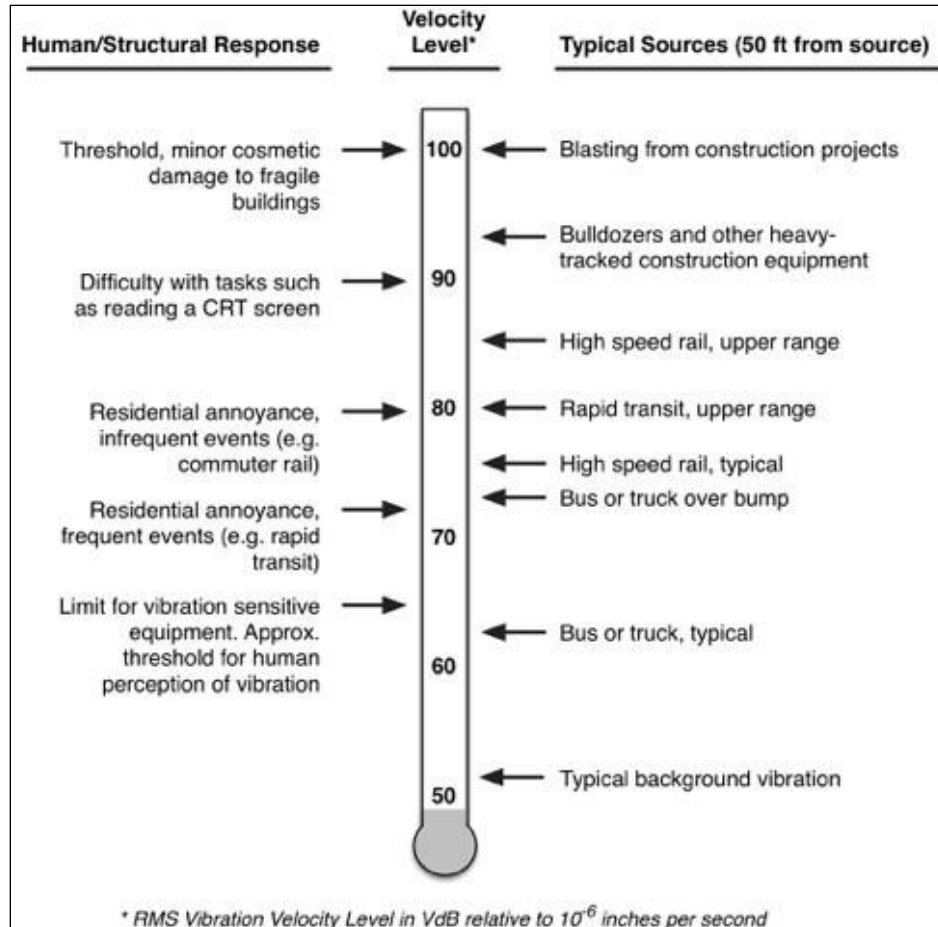 Human/Structural Response
Velocity
Level*
Typical Sources (50 ft from source)
Threshold, minor cosmetic
damage to fragile
buildings
100
Blasting from construction projects
Bulldozers and other heavy-
tracked construction equipment
Difficulty with tasks such
as reading a CRT screen
90
High speed rail, upper range
Residential annoyance,
infrequent events (e.g.
commuter rail)
80
Rapid transit, upper range
High speed rail, typical
Bus or truck over bump
Residential annoyance,
frequent events (e.g. rapid
transit)
70
Limit for vibration sensitive
equipment. Approx.
threshold for human
perception of vibration
60
Bus or truck, typical
Typical background vibration
50
* RMS Vibration Velocity Level in VdB relative to 10⁻⁶ inches per second